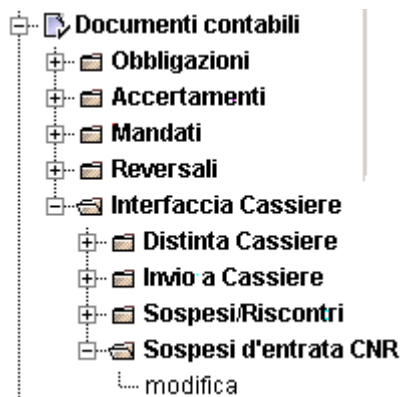 Documenti contabili
Obbligazioni
Accertamenti
Mandati
Reversali
Interfaccia Cassiere
Distinta Cassiere
Invio a Cassiere
Sospesi/Riscontri
Sospesi d'entrata CNR
modifica